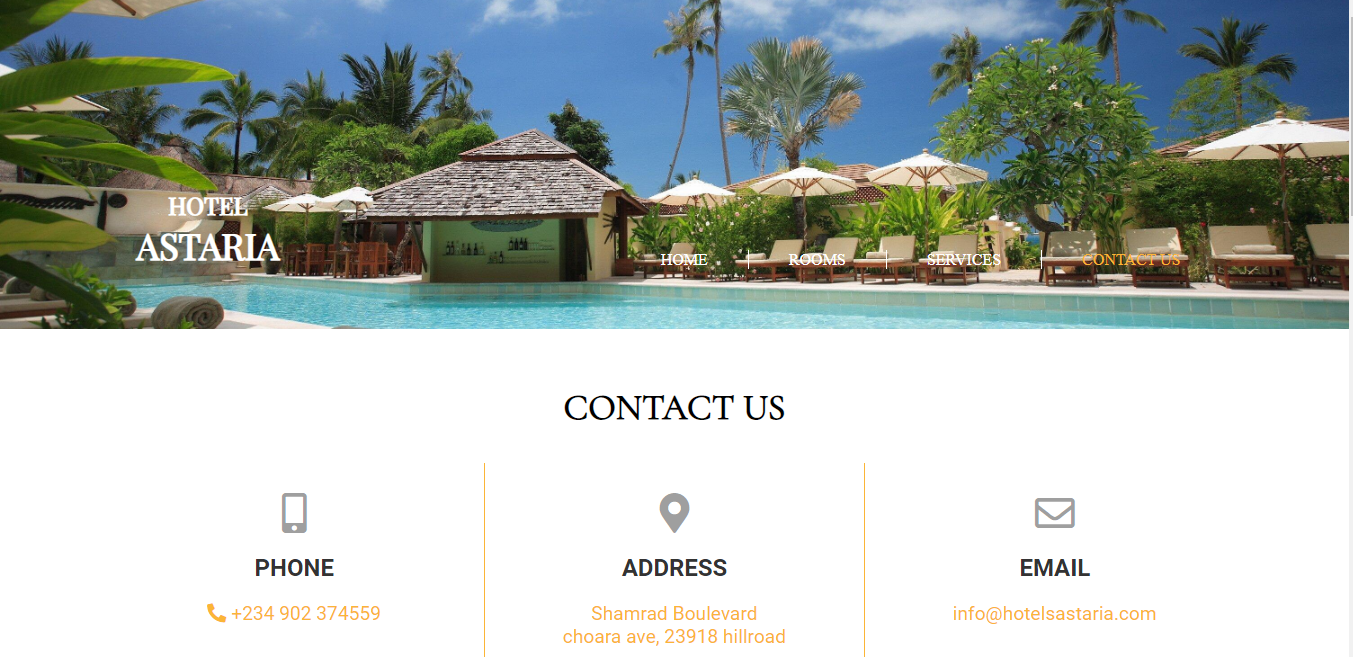 HOTEL
ASTARIA
HOME
ROOMS
SERVICES
CONTACT US
CONTACT US
PHONE
+234 902 374559
ADDRESS
Shamrad Boulevard
choara ave, 23918 hillroad
EMAIL
info@hotelsastaria.com